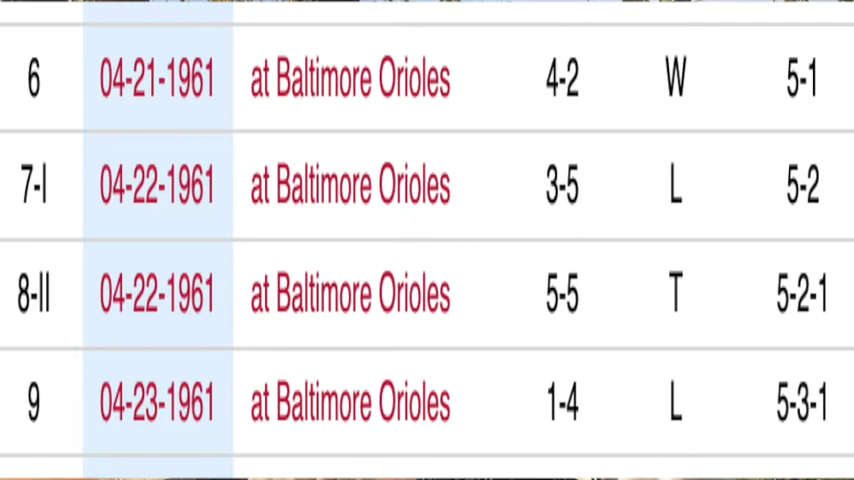 6 04-21-1961 at Baltimore Orioles 4-2 W 5-1
7-I 04-22-1961 at Baltimore Orioles 3-5 L 5-2
8-II 04-22-1961 at Baltimore Orioles 5-5 T 5-2-1
9 04-23-1961 at Baltimore Orioles 1-4 L 5-3-1